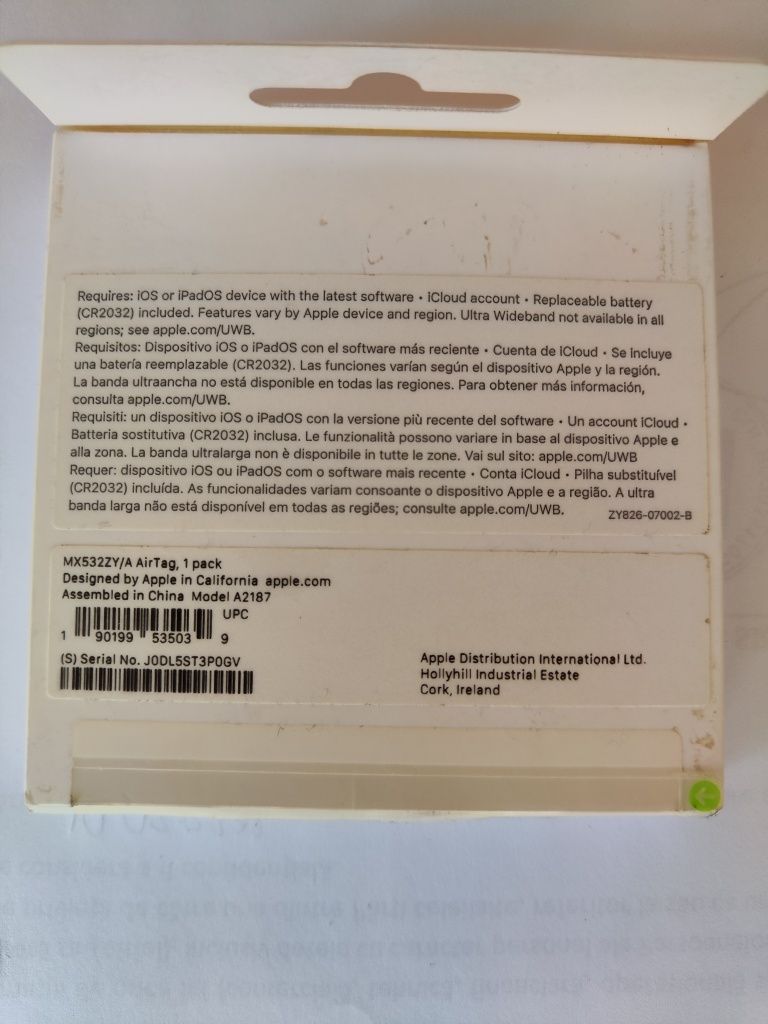 Requires: iOS or iPadOS device with the latest software • iCloud account • Replaceable battery
(CR2032) included. Features vary by Apple device and region. Ultra Wideband not available in all
regions; see apple.com/UWB.
Requisitos: Dispositivo iOS o iPadOS con el software más reciente • Cuenta de iCloud • Se incluye
una batería reemplazable (CR2032). Las funciones varían según el dispositivo Apple y la región.
La banda ultraancha no está disponible en todas las regiones. Para obtener más información,
consulta apple.com/UWB.
Requisiti: un dispositivo iOS o iPadOS con la versione più recente del software • Un account iCloud •
Batteria sostitutiva (CR2032) inclusa. Le funzionalità possono variare in base al dispositivo Apple e
alla zona. La banda ultralarga non è disponibile in tutte le zone. Vai sul sito: apple.com/UWB
Requer: dispositivo iOS ou iPadOS com o software mais recente • Conta iCloud • Pilha substituível
(CR2032) incluída. As funcionalidades variam consoante o dispositivo Apple e a região. A ultra
banda larga não está disponível em todas as regiões; consulte apple.com/UWB.
ZY826-07002-B
MX532ZY/A AirTag, 1 pack
Designed by Apple in California apple.com
Assembled in China Model A2187
UPC
1 90199 53503 9
(S) Serial No. J0DL5ST3P0GV
Apple Distribution International Ltd.
Hollyhill Industrial Estate
Cork, Ireland